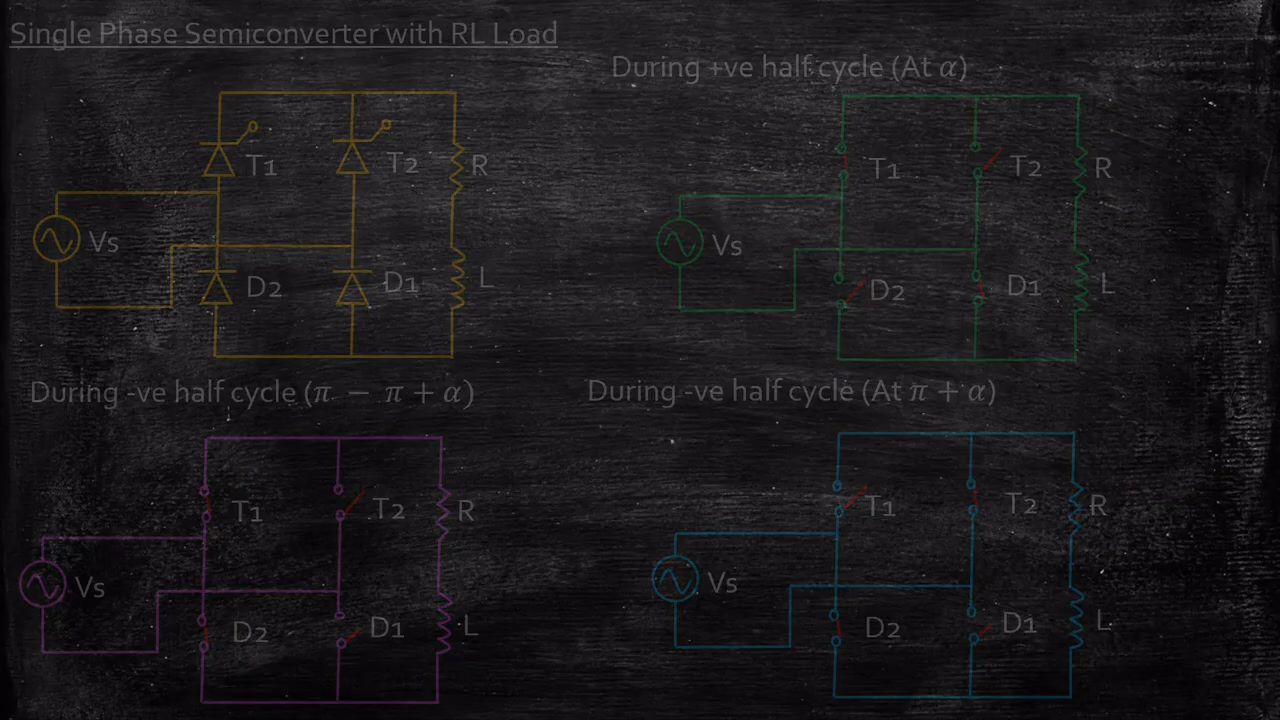 Single Phase Semiconverter with RL Load
During +ve half cycle (At α)
T1
T2
R
Vs
D2
D1
L
T1
T2
R
Vs
D2
D1
L
During -ve half cycle (π − π + α)
During -ve half cycle (At π + α)
T1
T2
R
Vs
D2
D1
L
T1
T2
R
Vs
D2
D1
L